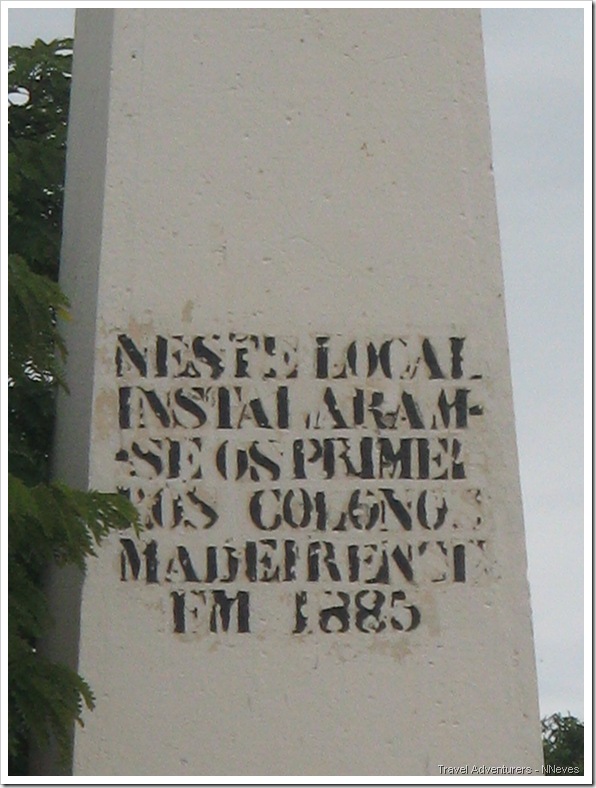 NESTE LOCAL
INSTALARAM-
-SE OS PRIMEI
ROS COLONOS
MADEIRENSES
EM 1885
Travel Adventurers - NNeves